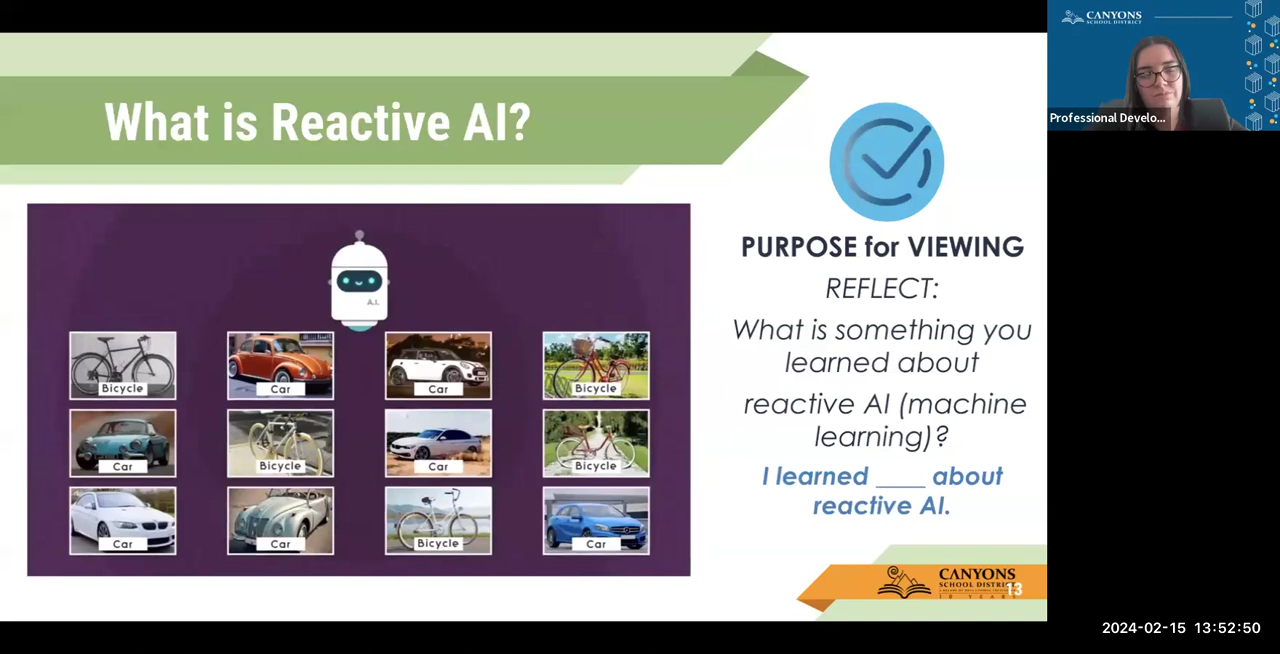 CANYONS
SCHOOL DISTRICT
Professional Develo...
What is Reactive AI?
PURPOSE for VIEWING
REFLECT:
What is something you
learned about
reactive AI (machine
learning)?
I learned ____ about
reactive AI.
A.I.
Bicycle
Car
Car
Bicycle
Car
Bicycle
Car
Bicycle
Car
Car
Bicycle
Car
CANYONS
SCHOOL DISTRI
13
2024-02-15 13:52:50